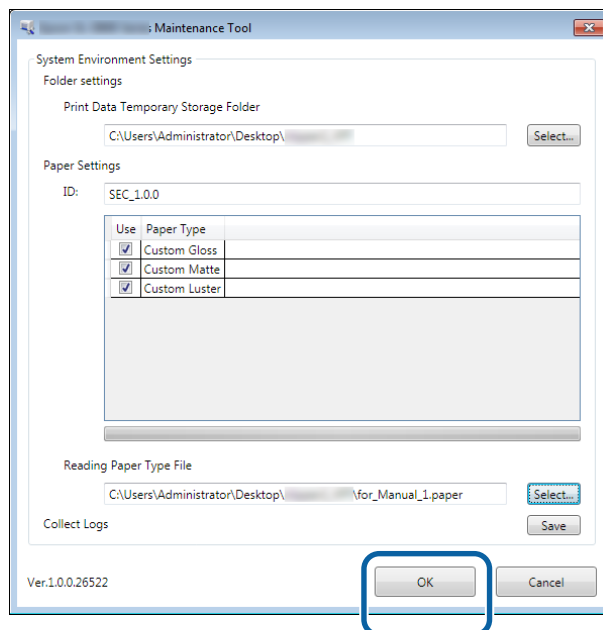 ; Maintenance Tool
System Environment Settings
Folder settings
Print Data Temporary Storage Folder
C:\Users\Administrator\Desktop\
Select...
Paper Settings
ID:
SEC_1.0.0
Use Paper Type
Custom Gloss
Custom Matte
Custom Luster
Reading Paper Type File
C:\Users\Administrator\Desktop\ \for_Manual_1.paper
Select...
Collect Logs
Save
Ver.1.0.0.26522
OK
Cancel